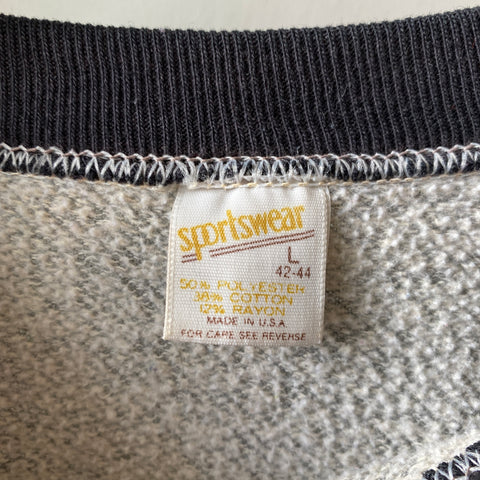 sportswear
L
42-44
50% POLYESTER
38% COTTON
12% RAYON
MADE IN U.S.A
FOR CARE SEE REVERSE